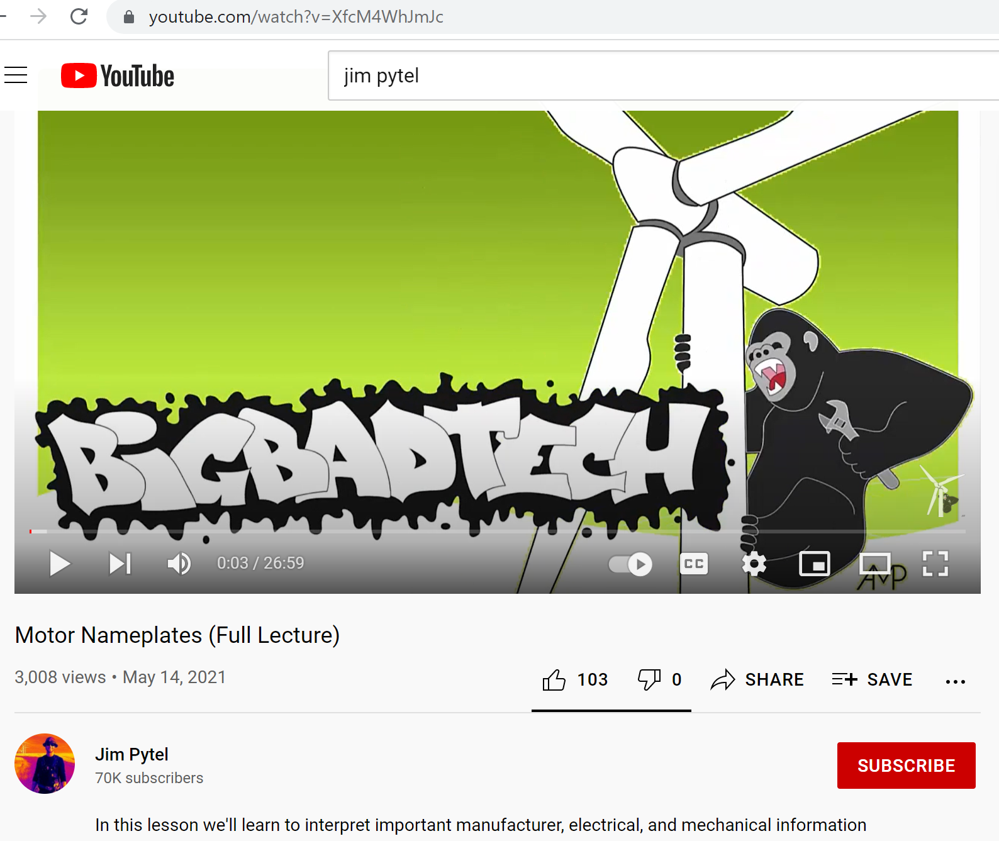 youtube.com/watch?v=XfcM4WhJmJc
YouTube
jim pytel
BiGBADTECH
0:03 / 26:59
CC
AMP
Motor Nameplates (Full Lecture)
3,008 views • May 14, 2021
103
0
SHARE
SAVE
Jim Pytel
70K subscribers
SUBSCRIBE
In this lesson we'll learn to interpret important manufacturer, electrical, and mechanical information